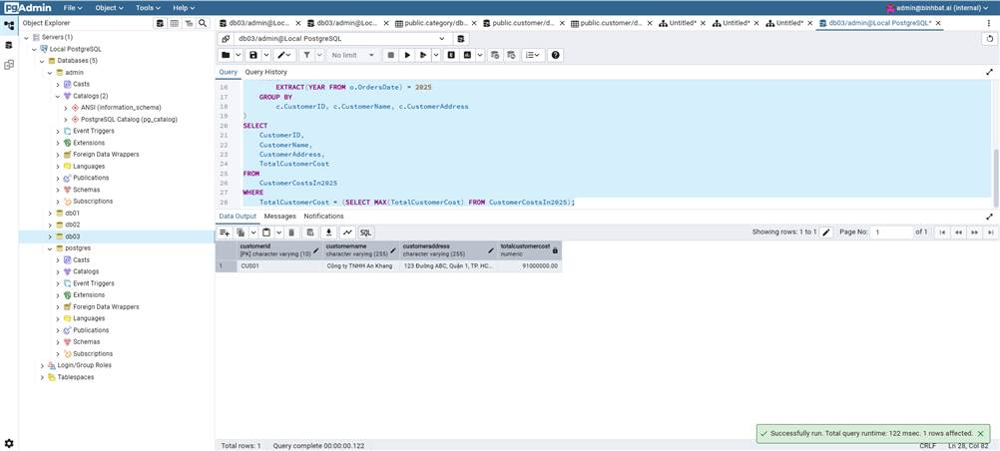 pgAdmin File Object Tools Help admin@binhbat.ai (internal)
Object Explorer
db03/admin@Loc... db03/admin@Loc... public.category/db... public.customer/d... public.customer/d... Untitled* Untitled* Untitled* db03/admin@Local PostgreSQL*
Servers (1)
Local PostgreSQL
Databases (5)
admin
Casts
Catalogs (2)
ANSI (information_schema)
PostgreSQL Catalog (pg_catalog)
Event Triggers
Extensions
Foreign Data Wrappers
Languages
Publications
Schemas
Subscriptions
db01
db02
db03
postgres
Casts
Catalogs
Event Triggers
Extensions
Foreign Data Wrappers
Languages
Publications
Schemas
Subscriptions
Login/Group Roles
Tablespaces
db03/admin@Local PostgreSQL
No limit
Query Query History
16 EXTRACT(YEAR FROM o.OrdersDate) = 2025
17 GROUP BY
18 c.CustomerID, c.CustomerName, c.CustomerAddress
19 )
20 SELECT
21 CustomerID,
22 CustomerName,
23 CustomerAddress,
24 TotalCustomerCost
25 FROM
26 CustomerCostsIn2025
27 WHERE
28 TotalCustomerCost = (SELECT MAX(TotalCustomerCost) FROM CustomerCostsIn2025);
Data Output Messages Notifications
SQL Showing rows: 1 to 1 Page No: 1 of 1
customerid customername customeraddress totalcustomercost
[PK] character varying (10) character varying (255) character varying (255) numeric
1 CUS01 Công ty TNHH An Khang 123 Đường ABC, Quận 1, TP. HC... 91000000.00
Successfully run. Total query runtime: 122 msec. 1 rows affected.
Total rows: 1 Query complete 00:00:00.122 CRLF Ln 28, Col 82